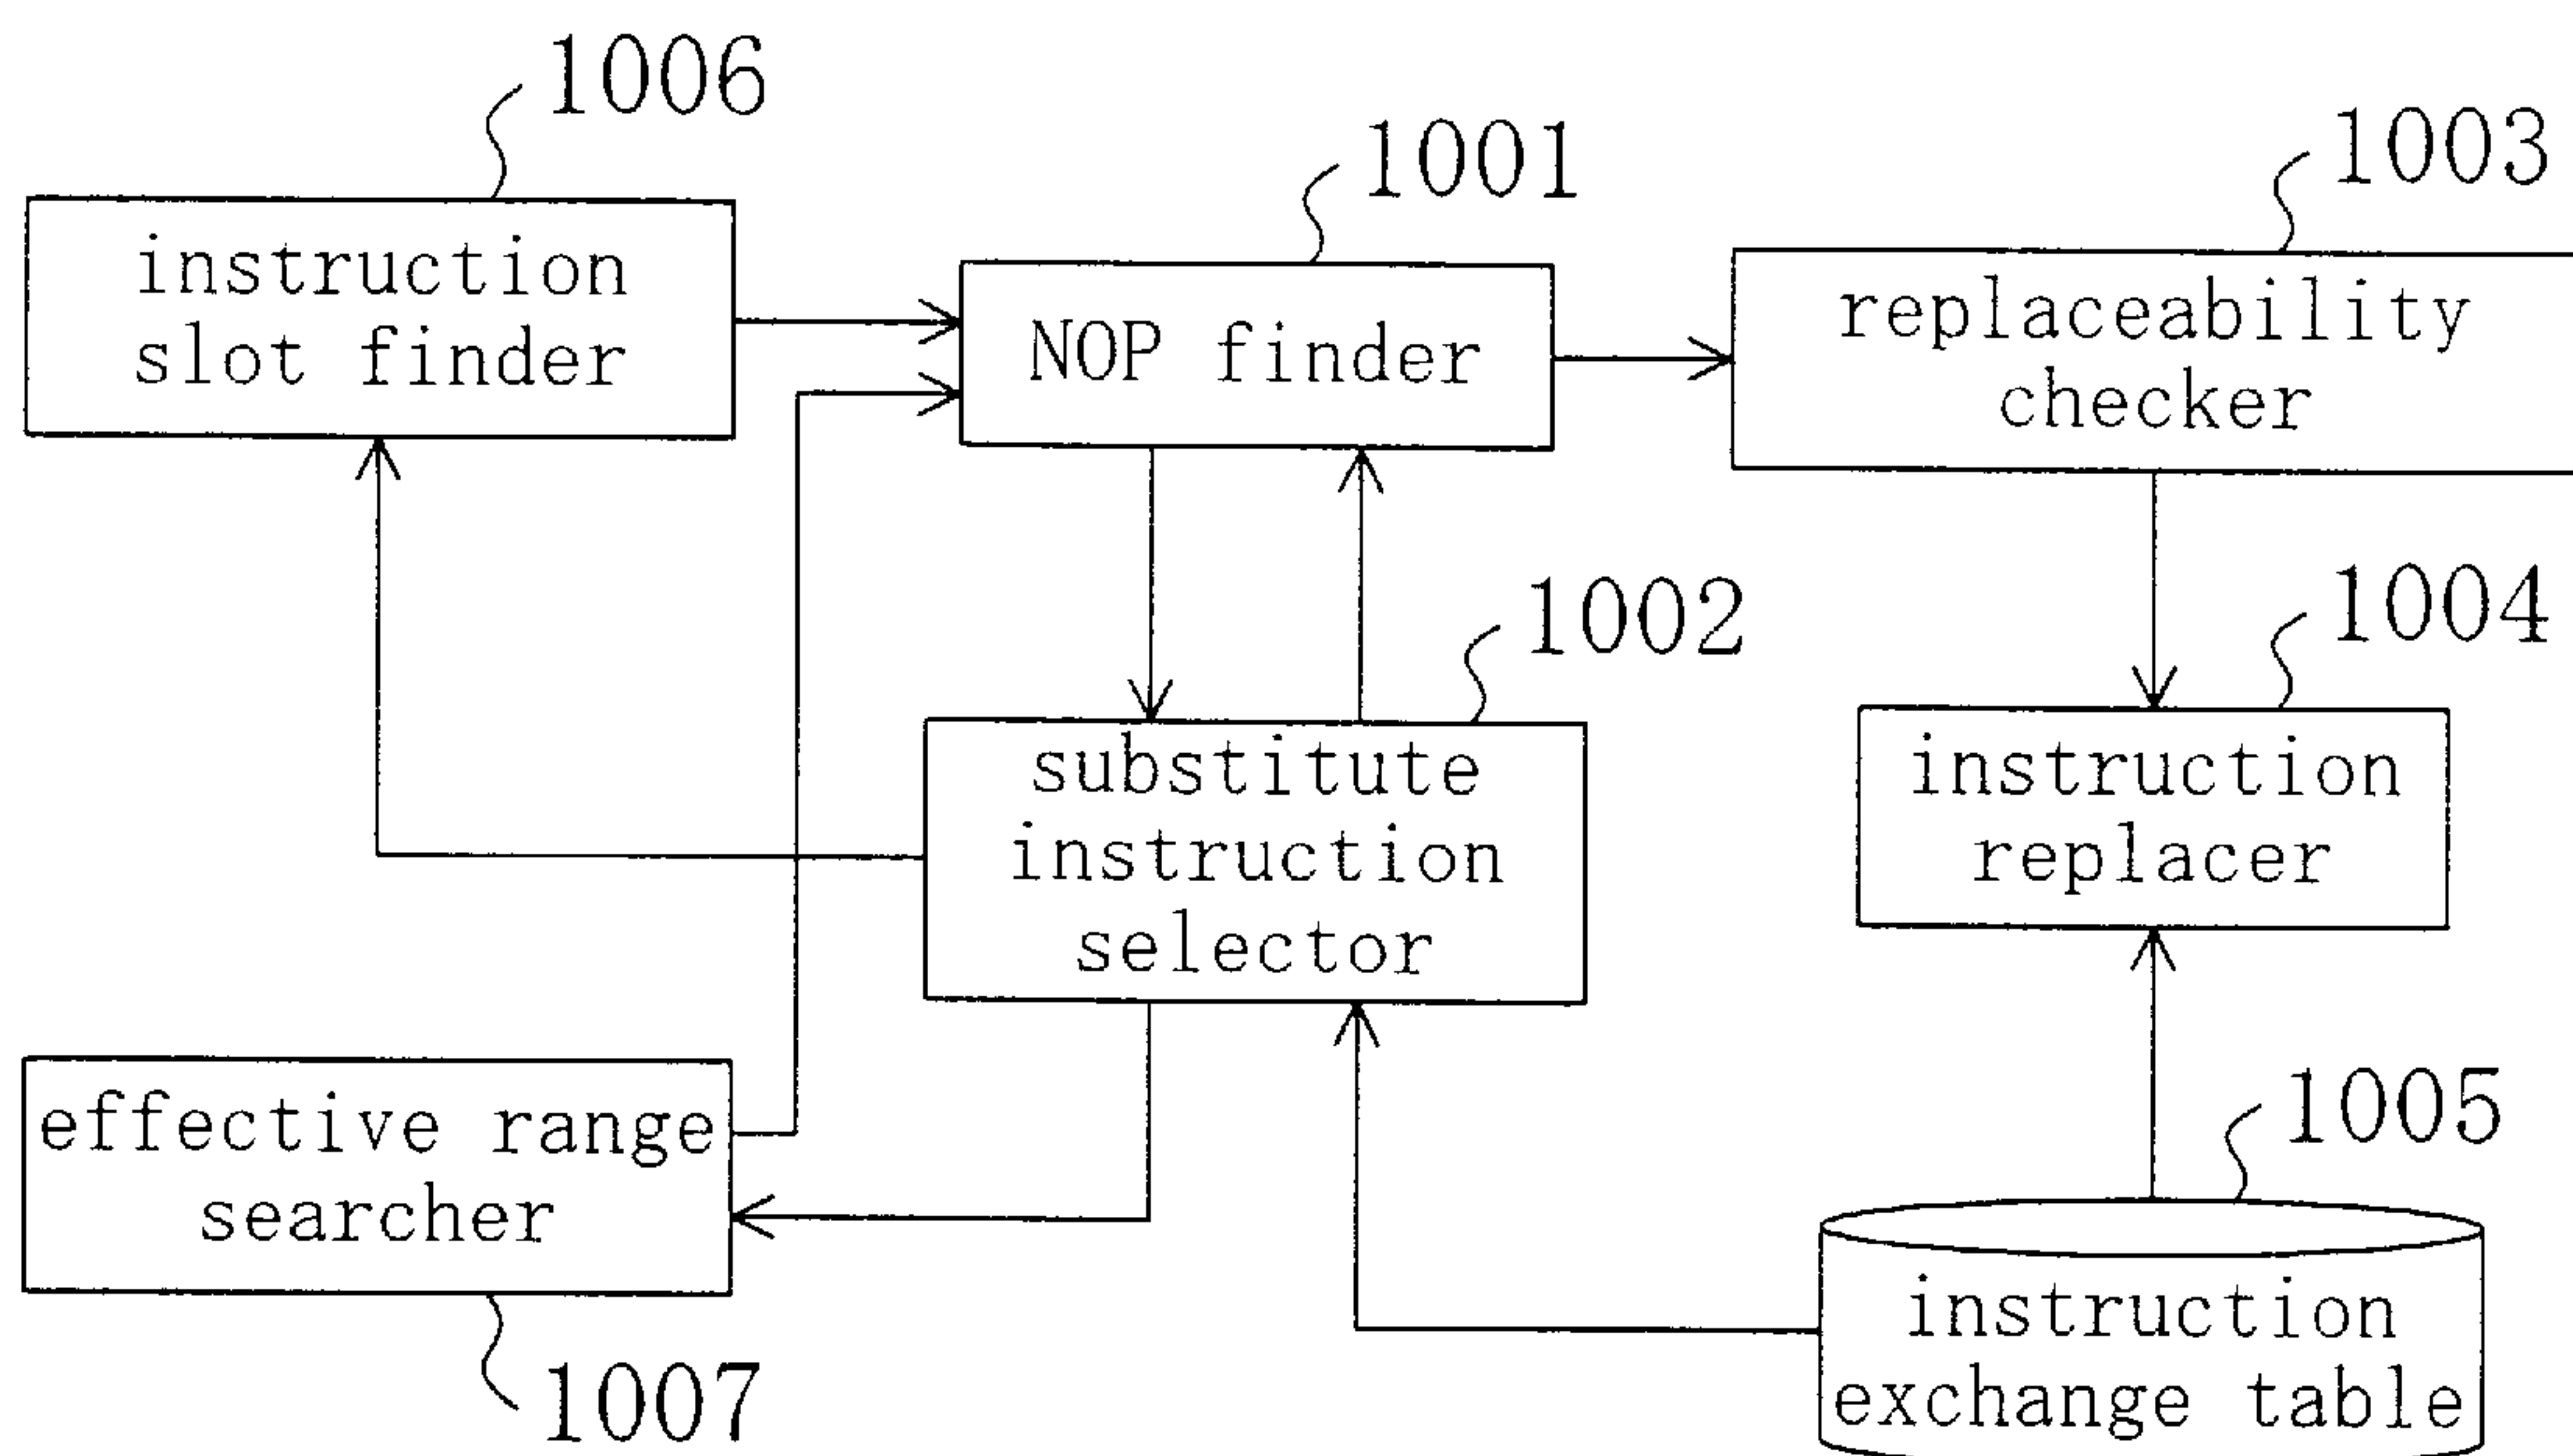 1006
instruction
slot finder
1001
NOP finder
1003
replaceability
checker
1002
substitute
instruction
selector
1004
instruction
replacer
effective range
searcher
1007
1005
instruction
exchange table